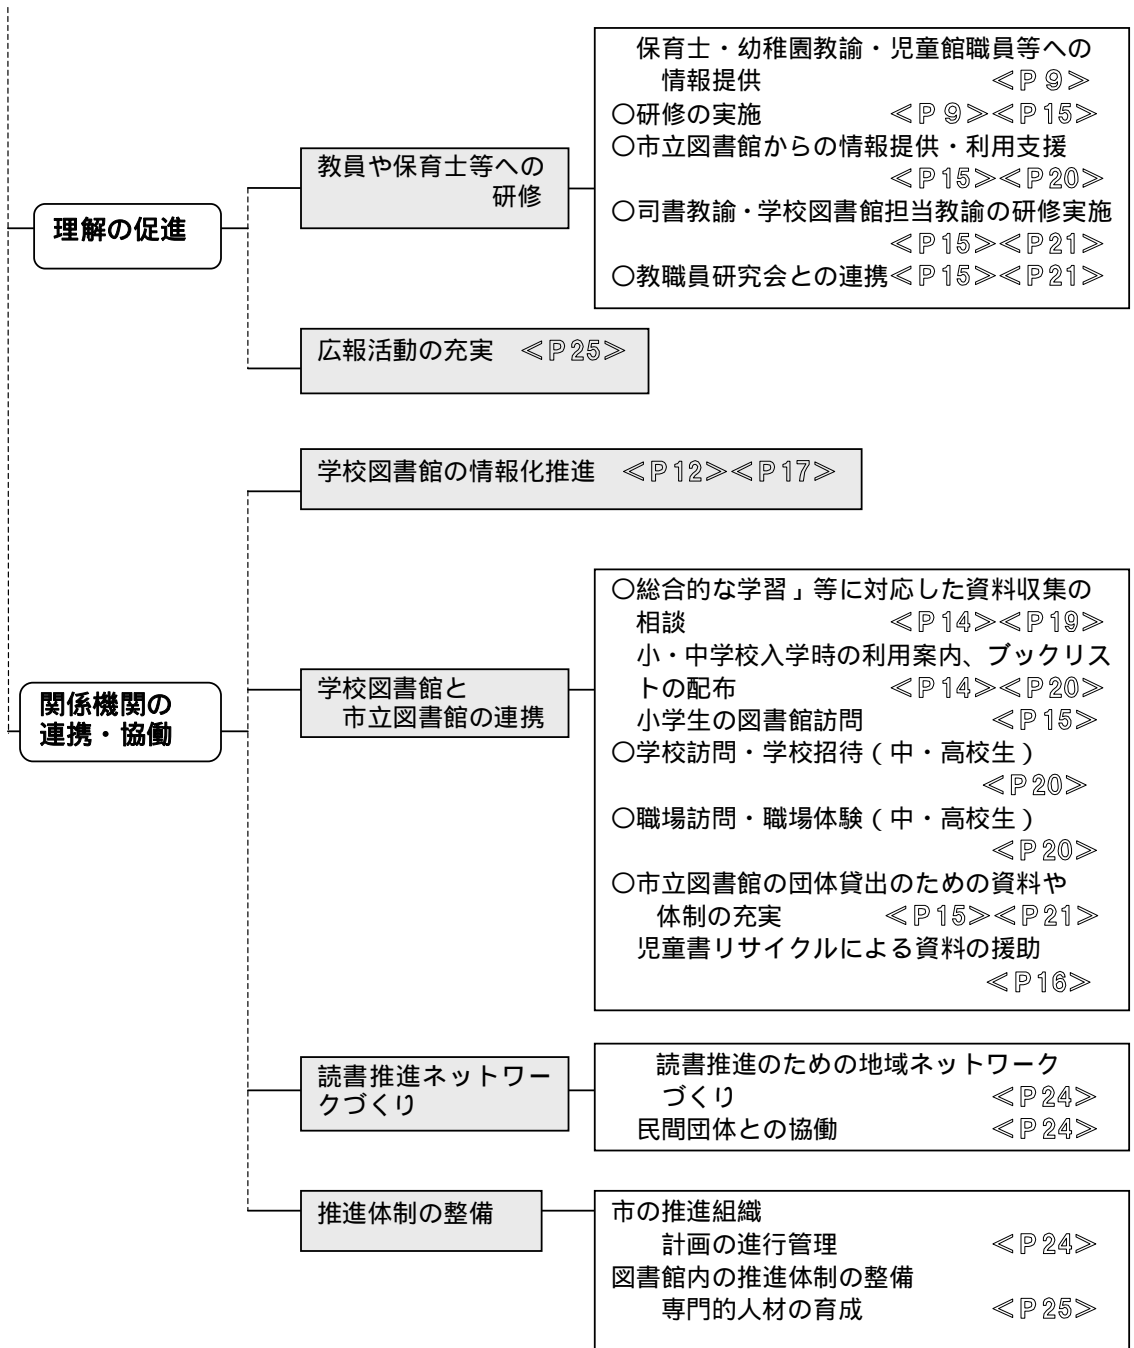 理解の促進
教員や保育士等への
研修
保育士・幼稚園教諭・児童館職員等への
情報提供 ≪P 9≫
○研修の実施 ≪P 9≫≪P15≫
○市立図書館からの情報提供・利用支援
≪P15≫≪P20≫
○司書教諭・学校図書館担当教諭の研修実施
≪P15≫≪P21≫
○教職員研究会との連携≪P15≫≪P21≫
広報活動の充実 ≪P25≫
関係機関の
連携・協働
学校図書館の情報化推進 ≪P12≫≪P17≫
学校図書館と
市立図書館の連携
○総合的な学習」等に対応した資料収集の
相談 ≪P14≫≪P19≫
小・中学校入学時の利用案内、ブックリス
トの配布 ≪P14≫≪P20≫
小学生の図書館訪問 ≪P15≫
○学校訪問・学校招待(中・高校生)
≪P20≫
○職場訪問・職場体験(中・高校生)
≪P20≫
○市立図書館の団体貸出のための資料や
体制の充実 ≪P15≫≪P21≫
児童書リサイクルによる資料の援助
≪P16≫
読書推進ネットワー
クづくり
読書推進のための地域ネットワーク
づくり ≪P24≫
民間団体との協働 ≪P24≫
推進体制の整備
市の推進組織
計画の進行管理 ≪P24≫
図書館内の推進体制の整備
専門的人材の育成 ≪P25≫